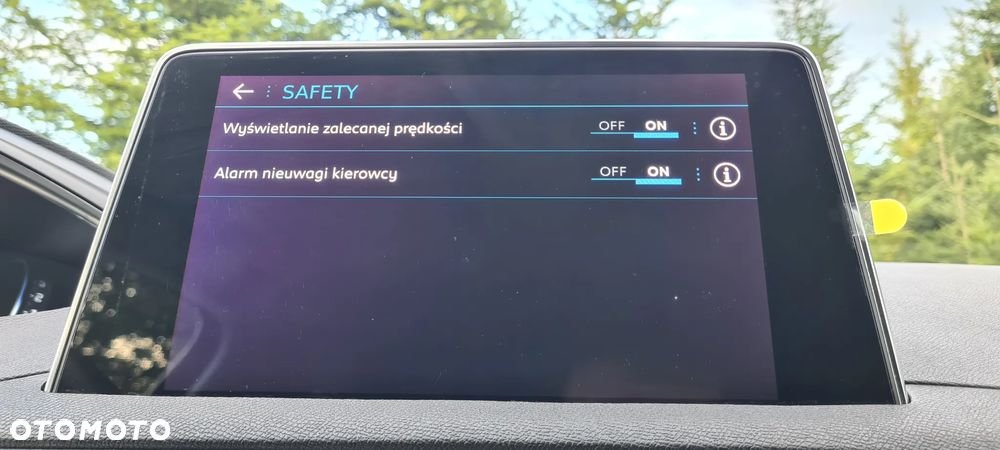 SAFETY
Wyświetlanie zalecanej prędkości OFF ON
Alarm nieuwagi kierowcy OFF ON
OTOMOTO